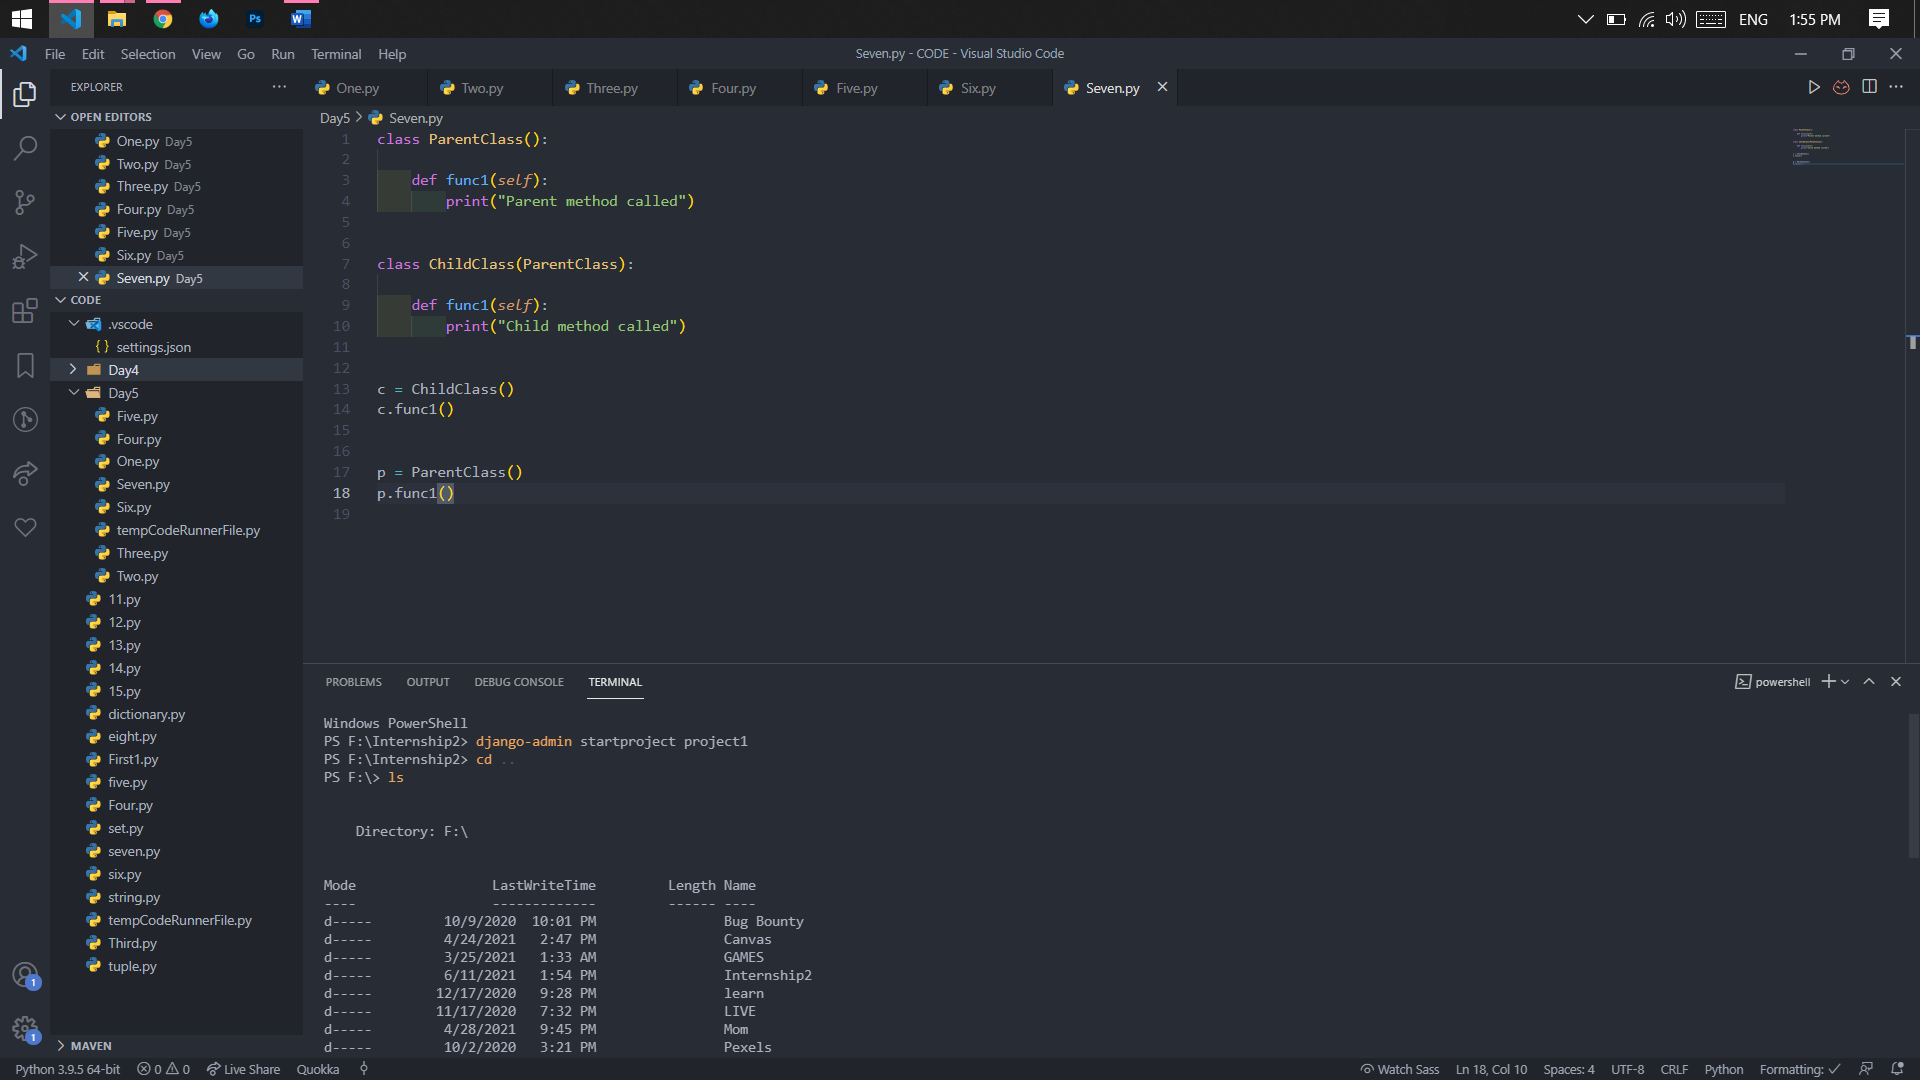 Ps
W
ENG
1:55 PM
File Edit Selection View Go Run Terminal Help
Seven.py - CODE - Visual Studio Code
EXPLORER
One.py
Two.py
Three.py
Four.py
Five.py
Six.py
Seven.py
OPEN EDITORS
One.py Day5
Two.py Day5
Three.py Day5
Four.py Day5
Five.py Day5
Six.py Day5
Seven.py Day5
CODE
.vscode
{} settings.json
Day4
Day5
Five.py
Four.py
One.py
Seven.py
Six.py
tempCodeRunnerFile.py
Three.py
Two.py
11.py
12.py
13.py
14.py
15.py
dictionary.py
eight.py
First1.py
five.py
Four.py
set.py
seven.py
six.py
string.py
tempCodeRunnerFile.py
Third.py
tuple.py
MAVEN
1
1
Day5 > Seven.py
1 class ParentClass():
2
3 def func1(self):
4 print("Parent method called")
5
6
7 class ChildClass(ParentClass):
8
9 def func1(self):
10 print("Child method called")
11
12
13 c = ChildClass()
14 c.func1()
15
16
17 p = ParentClass()
18 p.func1()
19
PROBLEMS OUTPUT DEBUG CONSOLE TERMINAL
powershell
Windows PowerShell
PS F:\Internship2> django-admin startproject project1
PS F:\Internship2> cd ..
PS F:\> ls
Directory: F:\
Mode LastWriteTime Length Name
---- ------------- ------ ----
d----- 10/9/2020 10:01 PM Bug Bounty
d----- 4/24/2021 2:47 PM Canvas
d----- 3/25/2021 1:33 AM GAMES
d----- 6/11/2021 1:54 PM Internship2
d----- 12/17/2020 9:28 PM learn
d----- 11/17/2020 7:32 PM LIVE
d----- 4/28/2021 9:45 PM Mom
d----- 10/2/2020 3:21 PM Pexels
Python 3.9.5 64-bit 0 0 Live Share Quokka
Watch Sass Ln 18, Col 10 Spaces: 4 UTF-8 CRLF Python Formatting: ✓